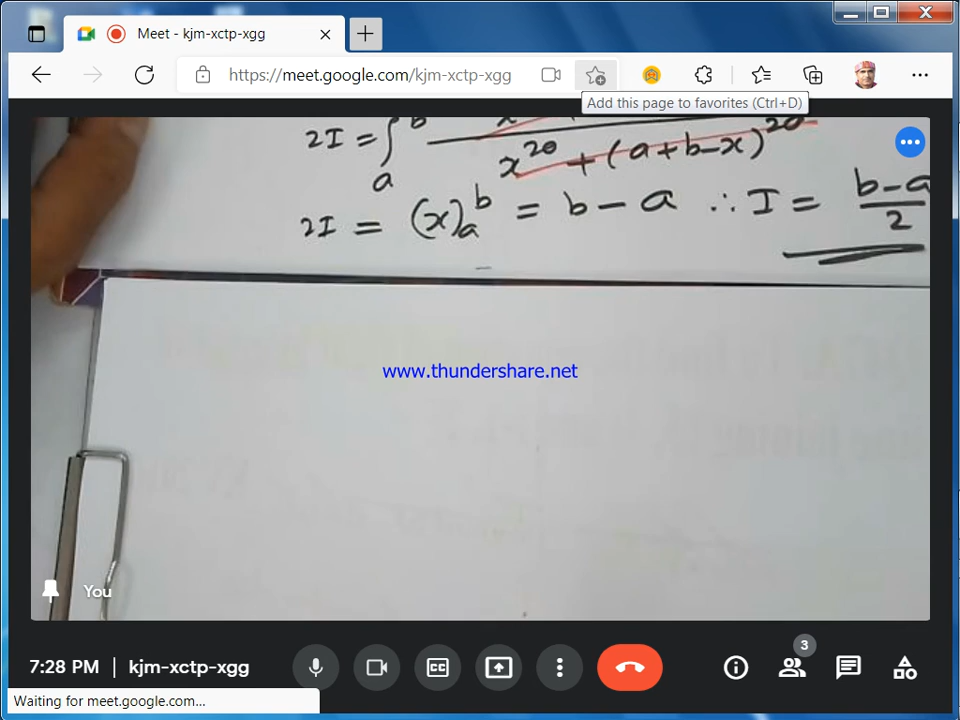 Meet - kjm-xctp-xgg
https://meet.google.com/kjm-xctp-xgg
Add this page to favorites (Ctrl+D)
2I = ∫ₐᵇ x²⁰ + (a+b-x)²⁰
2I = (x)ₐᵇ = b - a ∴ I = b-a / 2
www.thundershare.net
You
7:28 PM | kjm-xctp-xgg
CC
3
Waiting for meet.google.com...